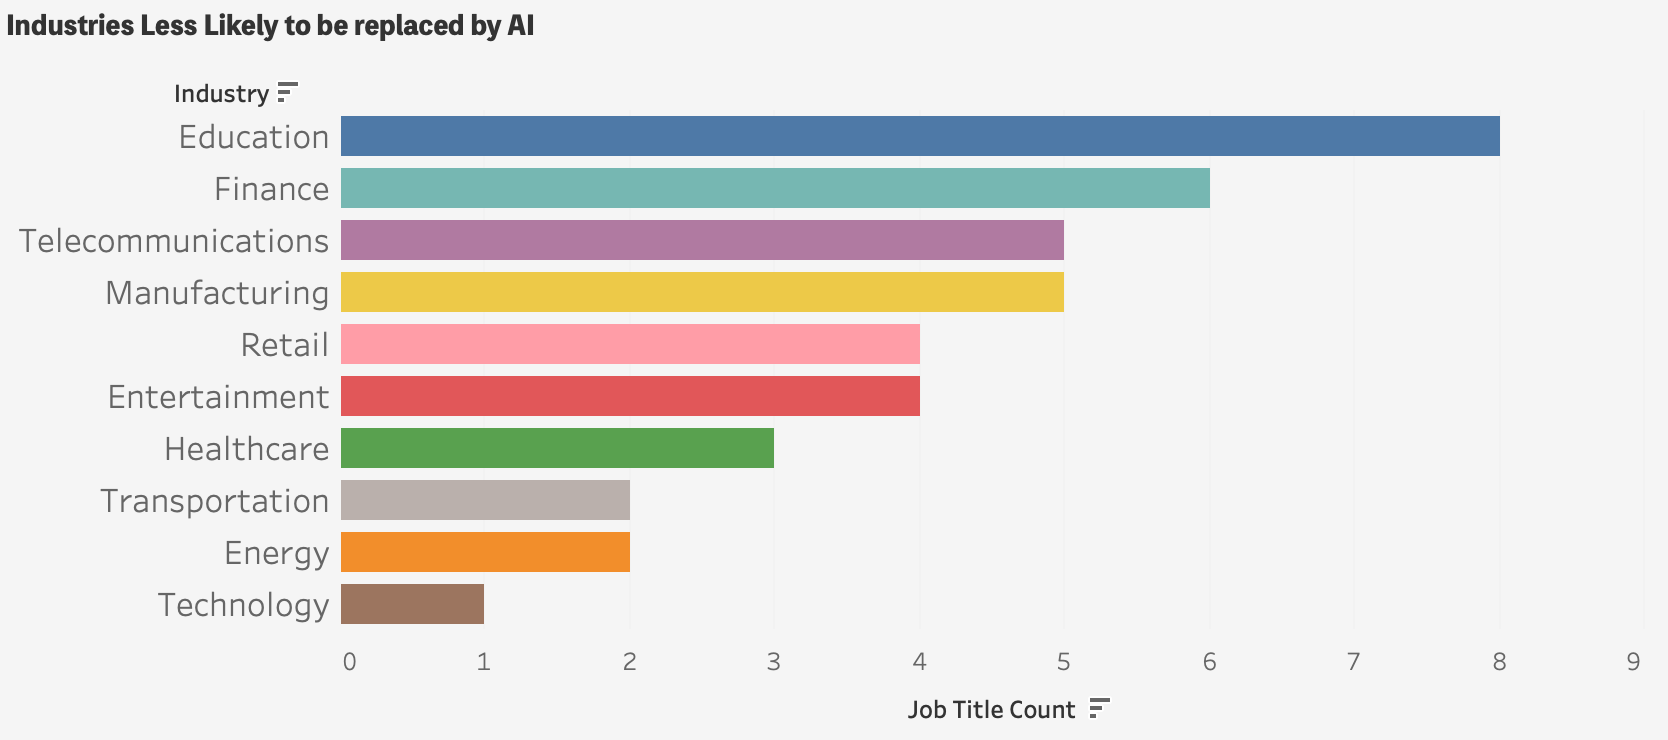 Industries Less Likely to be replaced by AI
Industry
Education
Finance
Telecommunications
Manufacturing
Retail
Entertainment
Healthcare
Transportation
Energy
Technology
0 1 2 3 4 5 6 7 8 9
Job Title Count